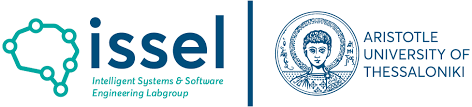 issel
Intelligent Systems & Software
Engineering Labgroup
ARISTOTLE
UNIVERSITY OF
THESSALONIKI